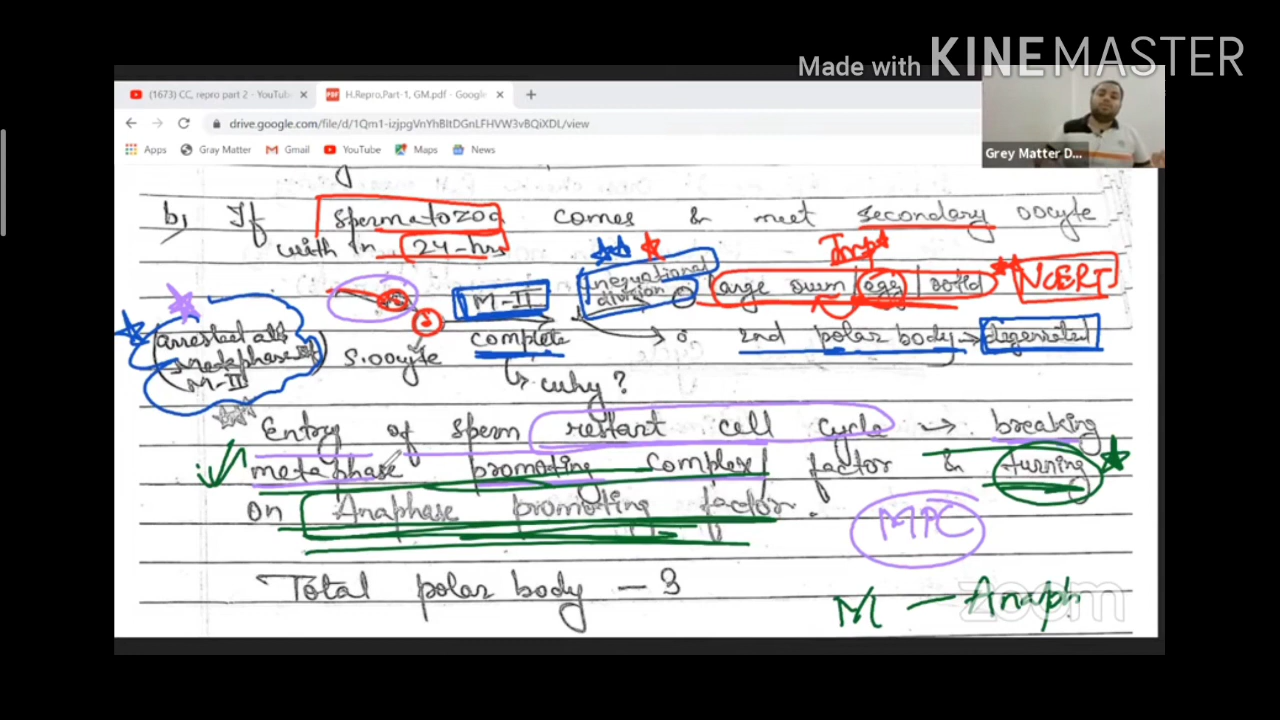 Made with KINEMASTER
(1673) CC, repro part 2 - YouTub
H.Repro,Part-1, GM.pdf - Google
drive.google.com/file/d/1Qm1-izjpgVnYhBItDGnLFHVW3vBQiXDL/view
Apps Gray Matter Gmail YouTube Maps News
Grey Matter D...
b, If spermatozoa comes & meet secondary oocyte
with in 24-hrs
Imp
inequational division
large ovum / egg / ootid
NCERT
M-II
complete
2nd polar body → degenerated
arrested at
metaphase of
M-II
S.oocyte
why?
Entry of sperm restart cell cycle → breaking
metaphase promoting complex/ factor & turning
on Anaphase promoting factor.
MPC
Total polar body - 3
M - Anaph
zoom